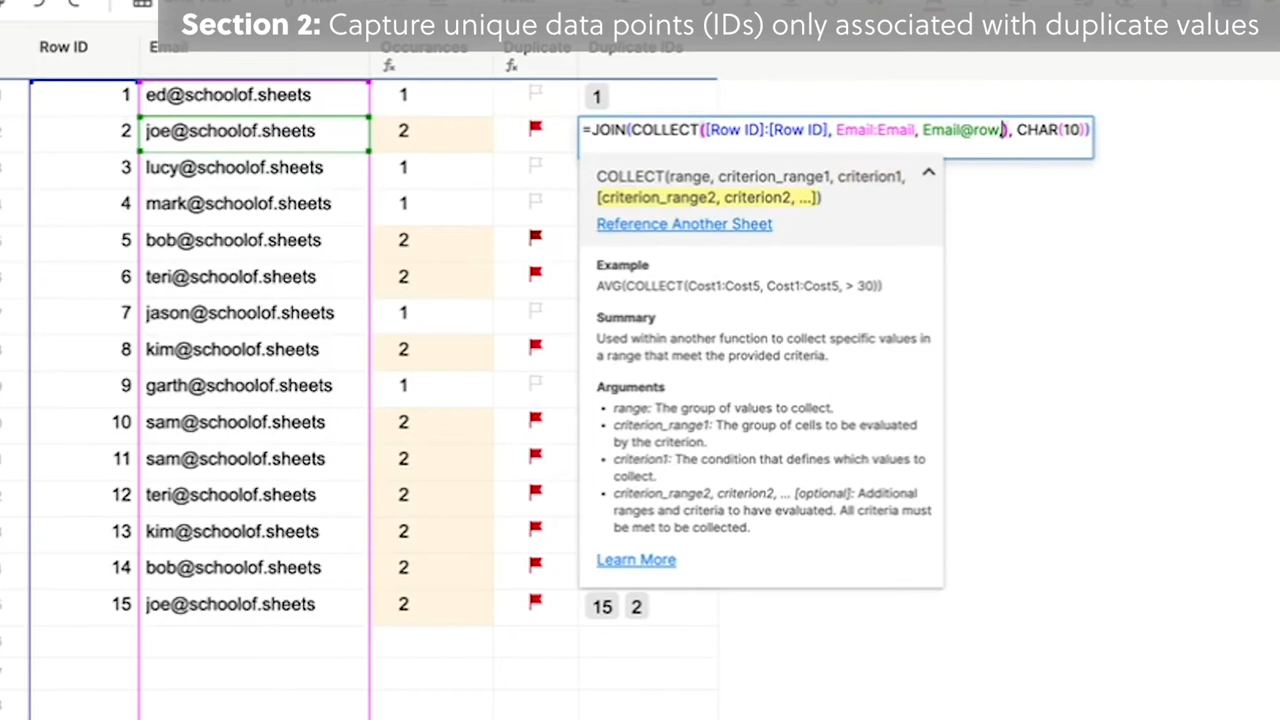 Section 2: Capture unique data points (IDs) only associated with duplicate values
Row ID Email Occurances Duplicate Duplicate IDs
fx fx
1 ed@schoolof.sheets 1 1
2 joe@schoolof.sheets 2 =JOIN(COLLECT([Row ID]:[Row ID], Email:Email, Email@row,), CHAR(10))
3 lucy@schoolof.sheets 1
4 mark@schoolof.sheets 1
5 bob@schoolof.sheets 2
6 teri@schoolof.sheets 2
7 jason@schoolof.sheets 1
8 kim@schoolof.sheets 2
9 garth@schoolof.sheets 1
10 sam@schoolof.sheets 2
11 sam@schoolof.sheets 2
12 teri@schoolof.sheets 2
13 kim@schoolof.sheets 2
14 bob@schoolof.sheets 2
15 joe@schoolof.sheets 2 15 2
COLLECT(range, criterion_range1, criterion1,
[criterion_range2, criterion2, ...])
Reference Another Sheet
Example
AVG(COLLECT(Cost1:Cost5, Cost1:Cost5, > 30))
Summary
Used within another function to collect specific values in
a range that meet the provided criteria.
Arguments
• range: The group of values to collect.
• criterion_range1: The group of cells to be evaluated
by the criterion.
• criterion1: The condition that defines which values to
collect.
• criterion_range2, criterion2, ... [optional]: Additional
ranges and criteria to have evaluated. All criteria must
be met to be collected.
Learn More